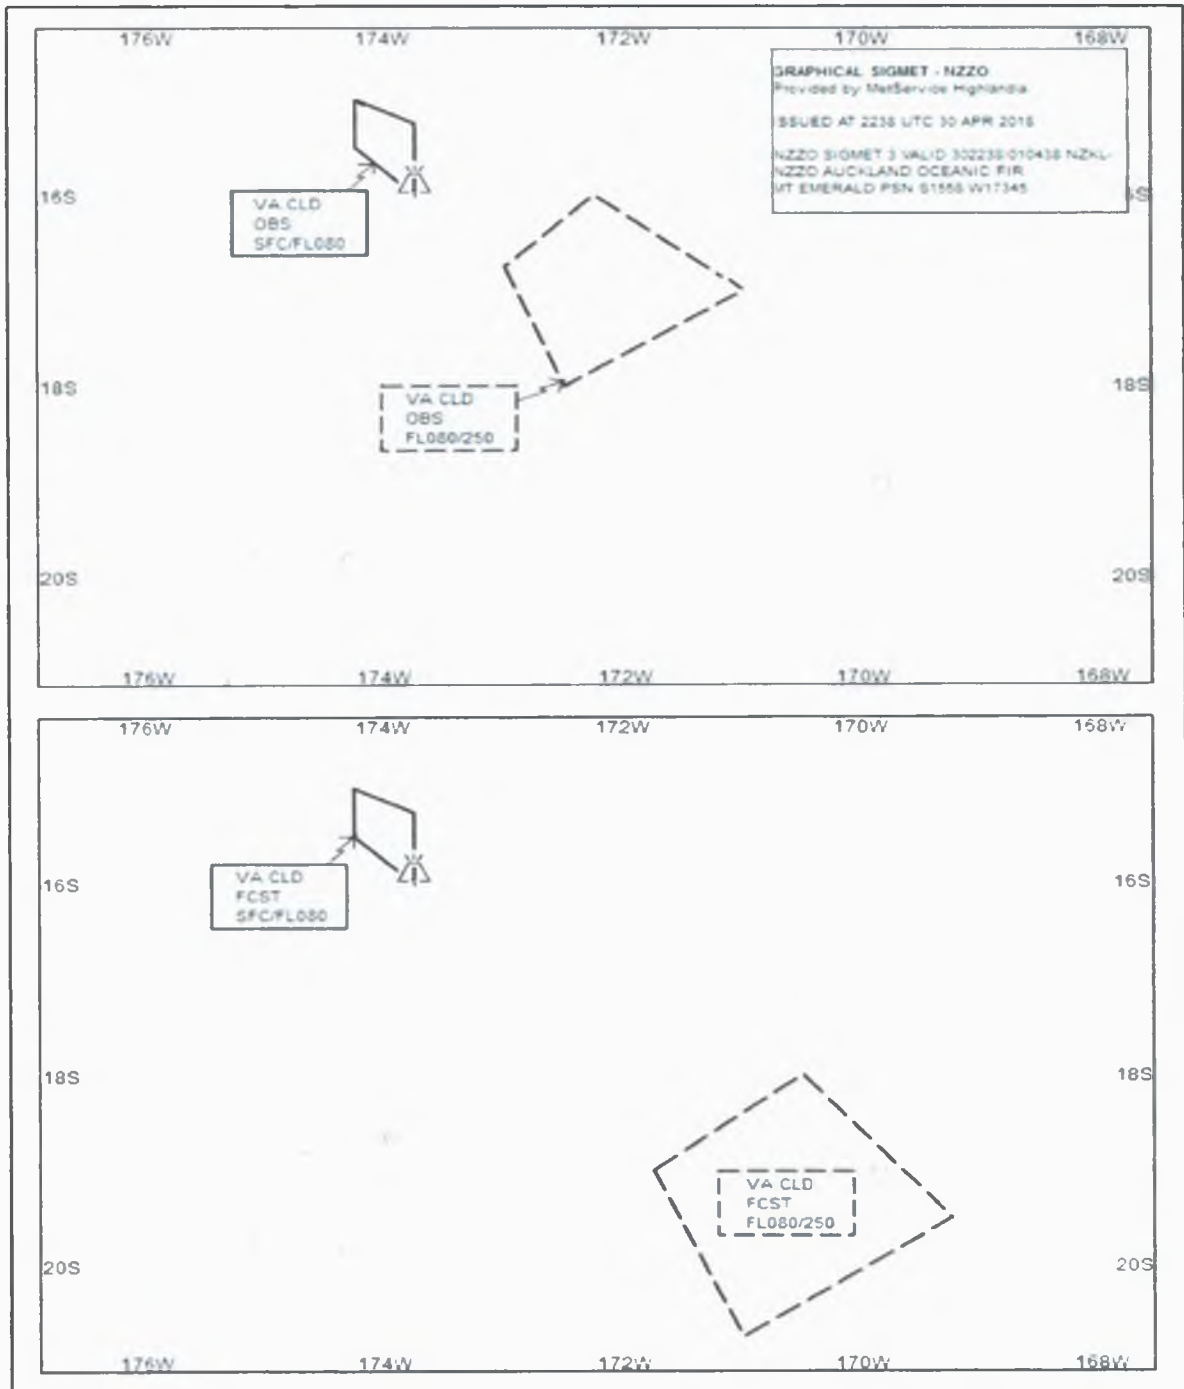 176W 174W 172W 170W 168W
GRAPHICAL SIGMET - NZZO
Provided by MetService Highlandia
ISSUED AT 2238 UTC 30 APR 2018
NZZO SIGMET 3 VALID 302238/010438 NZKL-
NZZO AUCKLAND OCEANIC FIR
MT EMERALD PSN S1558 W17345
16S
VA CLD
OBS
SFC/FL080
18S 18S
VA CLD
OBS
FL080/250
20S 20S
176W 174W 172W 170W 168W
176W 174W 172W 170W 168W
16S 16S
VA CLD
FCST
SFC/FL080
18S 18S
VA CLD
FCST
FL080/250
20S 20S
176W 174W 172W 170W 168W